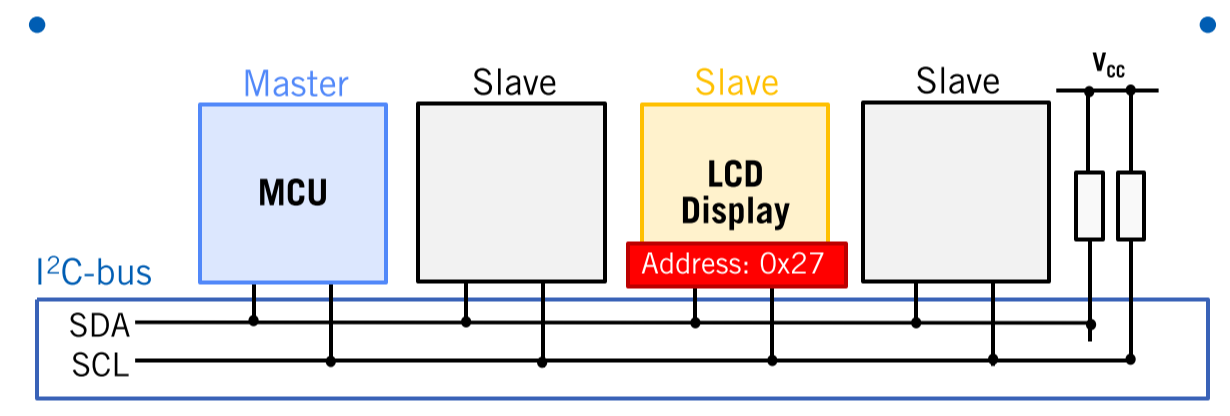 Master
Slave
Slave
Slave
VCC
MCU
LCD
Display
Address: 0x27
I²C-bus
SDA
SCL